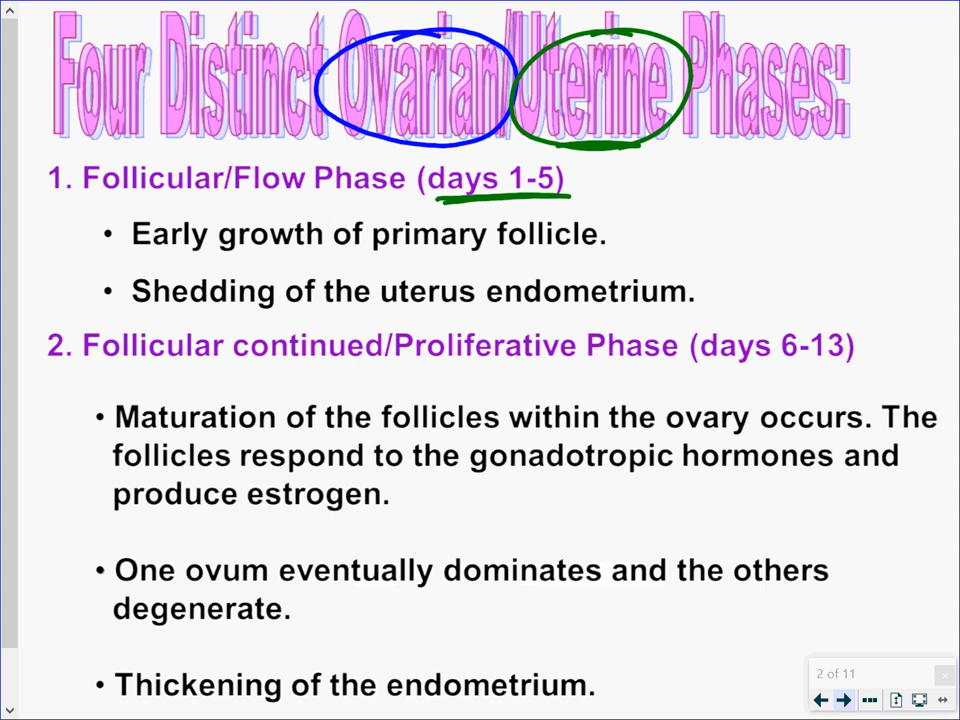 Four Distinct Ovarian/Uterine Phases:
1. Follicular/Flow Phase (days 1-5)
• Early growth of primary follicle.
• Shedding of the uterus endometrium.
2. Follicular continued/Proliferative Phase (days 6-13)
• Maturation of the follicles within the ovary occurs. The
follicles respond to the gonadotropic hormones and
produce estrogen.
• One ovum eventually dominates and the others
degenerate.
• Thickening of the endometrium.
2 of 11